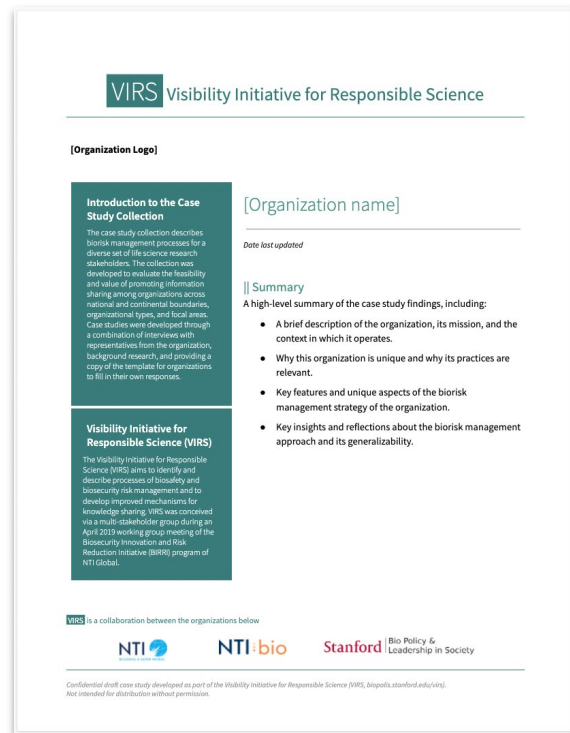 VIRS Visibility Initiative for Responsible Science
[Organization Logo]
Introduction to the Case
Study Collection
The case study collection describes
biorisk management processes for a
diverse set of life science research
stakeholders. The collection was
developed to evaluate the feasibility
and value of promoting information
sharing among organizations across
national and continental boundaries,
organizational types, and focal areas.
Case studies were developed through
a combination of interviews with
representatives from the organization,
background research, and providing a
copy of the template for organizations
to fill in their own responses.
Visibility Initiative for
Responsible Science (VIRS)
The Visibility Initiative for Responsible
Science (VIRS) aims to identify and
describe processes of biosafety and
biosecurity risk management and to
develop improved mechanisms for
knowledge sharing. VIRS was conceived
via a multi-stakeholder group during an
April 2019 working group meeting of the
Biosecurity Innovation and Risk
Reduction Initiative (BIRRI) program of
NTI Global.
[Organization name]
Date last updated
|| Summary
A high-level summary of the case study findings, including:
● A brief description of the organization, its mission, and the
context in which it operates.
● Why this organization is unique and why its practices are
relevant.
● Key features and unique aspects of the biorisk
management strategy of the organization.
● Key insights and reflections about the biorisk management
approach and its generalizability.
VIRS is a collaboration between the organizations below
NTI
BUILDING A SAFER WORLD
NTI:bio
Stanford | Bio Policy &
Leadership in Society
Confidential draft case study developed as part of the Visibility Initiative for Responsible Science (VIRS, biopolis.stanford.edu/virs).
Not intended for distribution without permission.